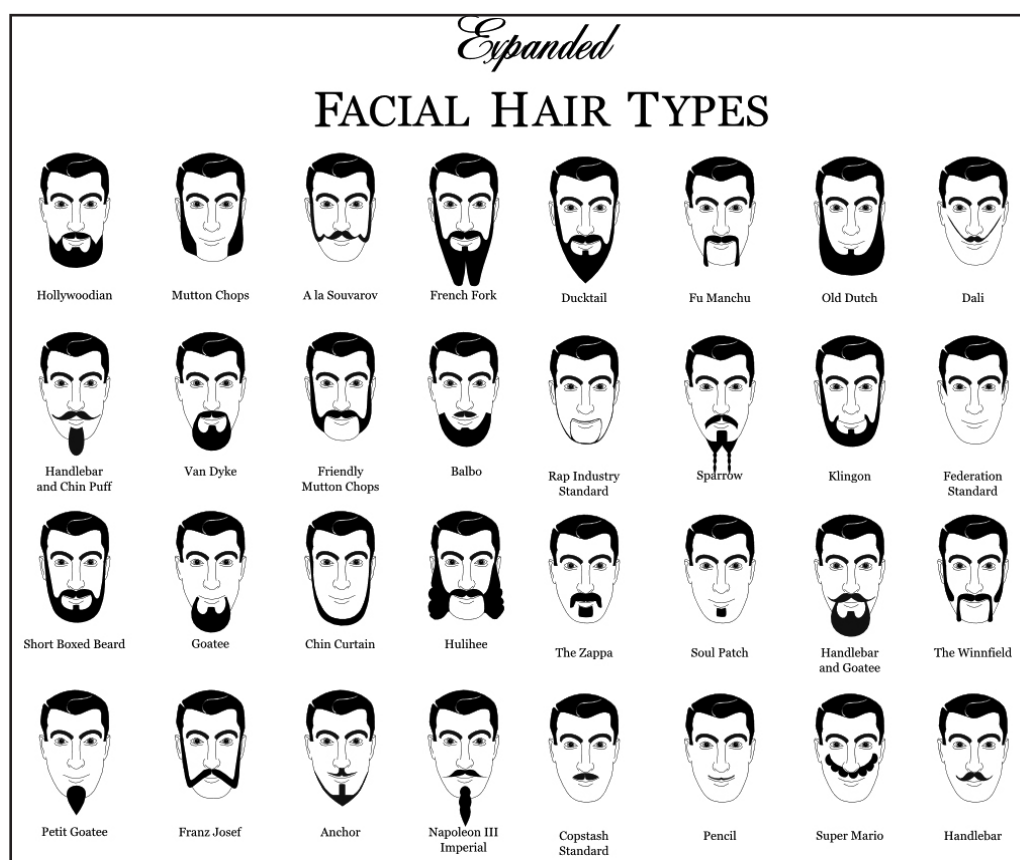 Expanded
FACIAL HAIR TYPES
Hollywoodian
Mutton Chops
A la Souvarov
French Fork
Ducktail
Fu Manchu
Old Dutch
Dali
Handlebar
and Chin Puff
Van Dyke
Friendly
Mutton Chops
Balbo
Rap Industry
Standard
Sparrow
Klingon
Federation
Standard
Short Boxed Beard
Goatee
Chin Curtain
Hulihee
The Zappa
Soul Patch
Handlebar
and Goatee
The Winnfield
Petit Goatee
Franz Josef
Anchor
Napoleon III
Imperial
Copstash
Standard
Pencil
Super Mario
Handlebar